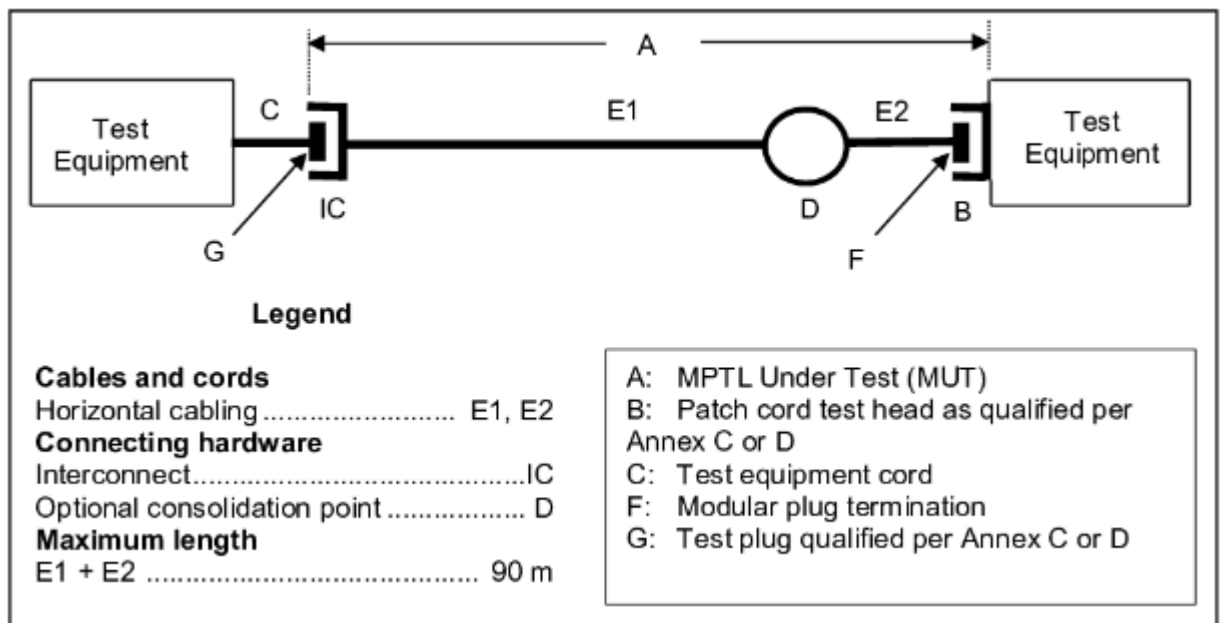 A
Test
Equipment
C
E1
E2
Test
Equipment
IC
D
B
G
F
Legend
Cables and cords
Horizontal cabling .......................... E1, E2
Connecting hardware
Interconnect.............................................IC
Optional consolidation point ................... D
Maximum length
E1 + E2 ............................................. 90 m
A: MPTL Under Test (MUT)
B: Patch cord test head as qualified per
Annex C or D
C: Test equipment cord
F: Modular plug termination
G: Test plug qualified per Annex C or D